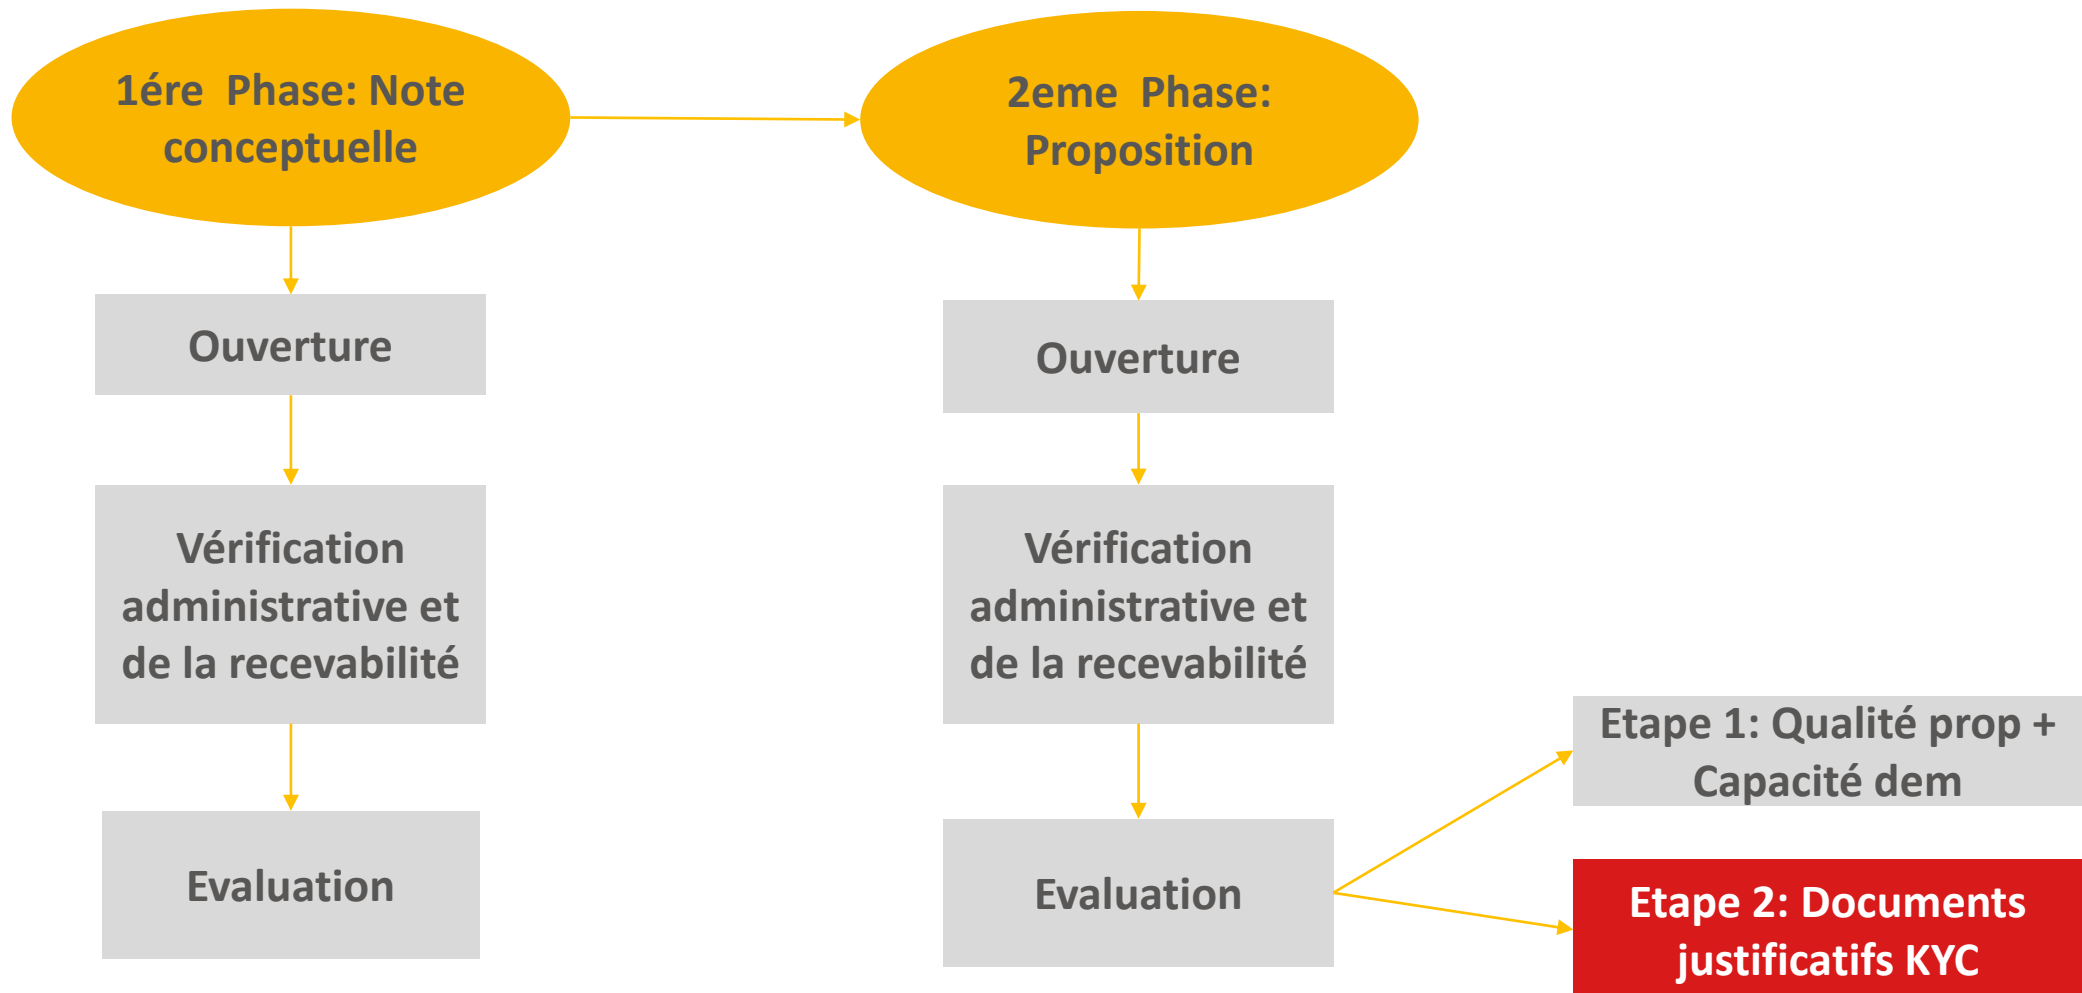 1ére  Phase: Note
conceptuelle
Ouverture
Vérification
administrative et
de la recevabilité
Evaluation
2eme  Phase:
Proposition
Ouverture
Vérification
administrative et
de la recevabilité
Evaluation
Etape 1: Qualité prop +
Capacité dem
Etape 2: Documents
justificatifs KYC